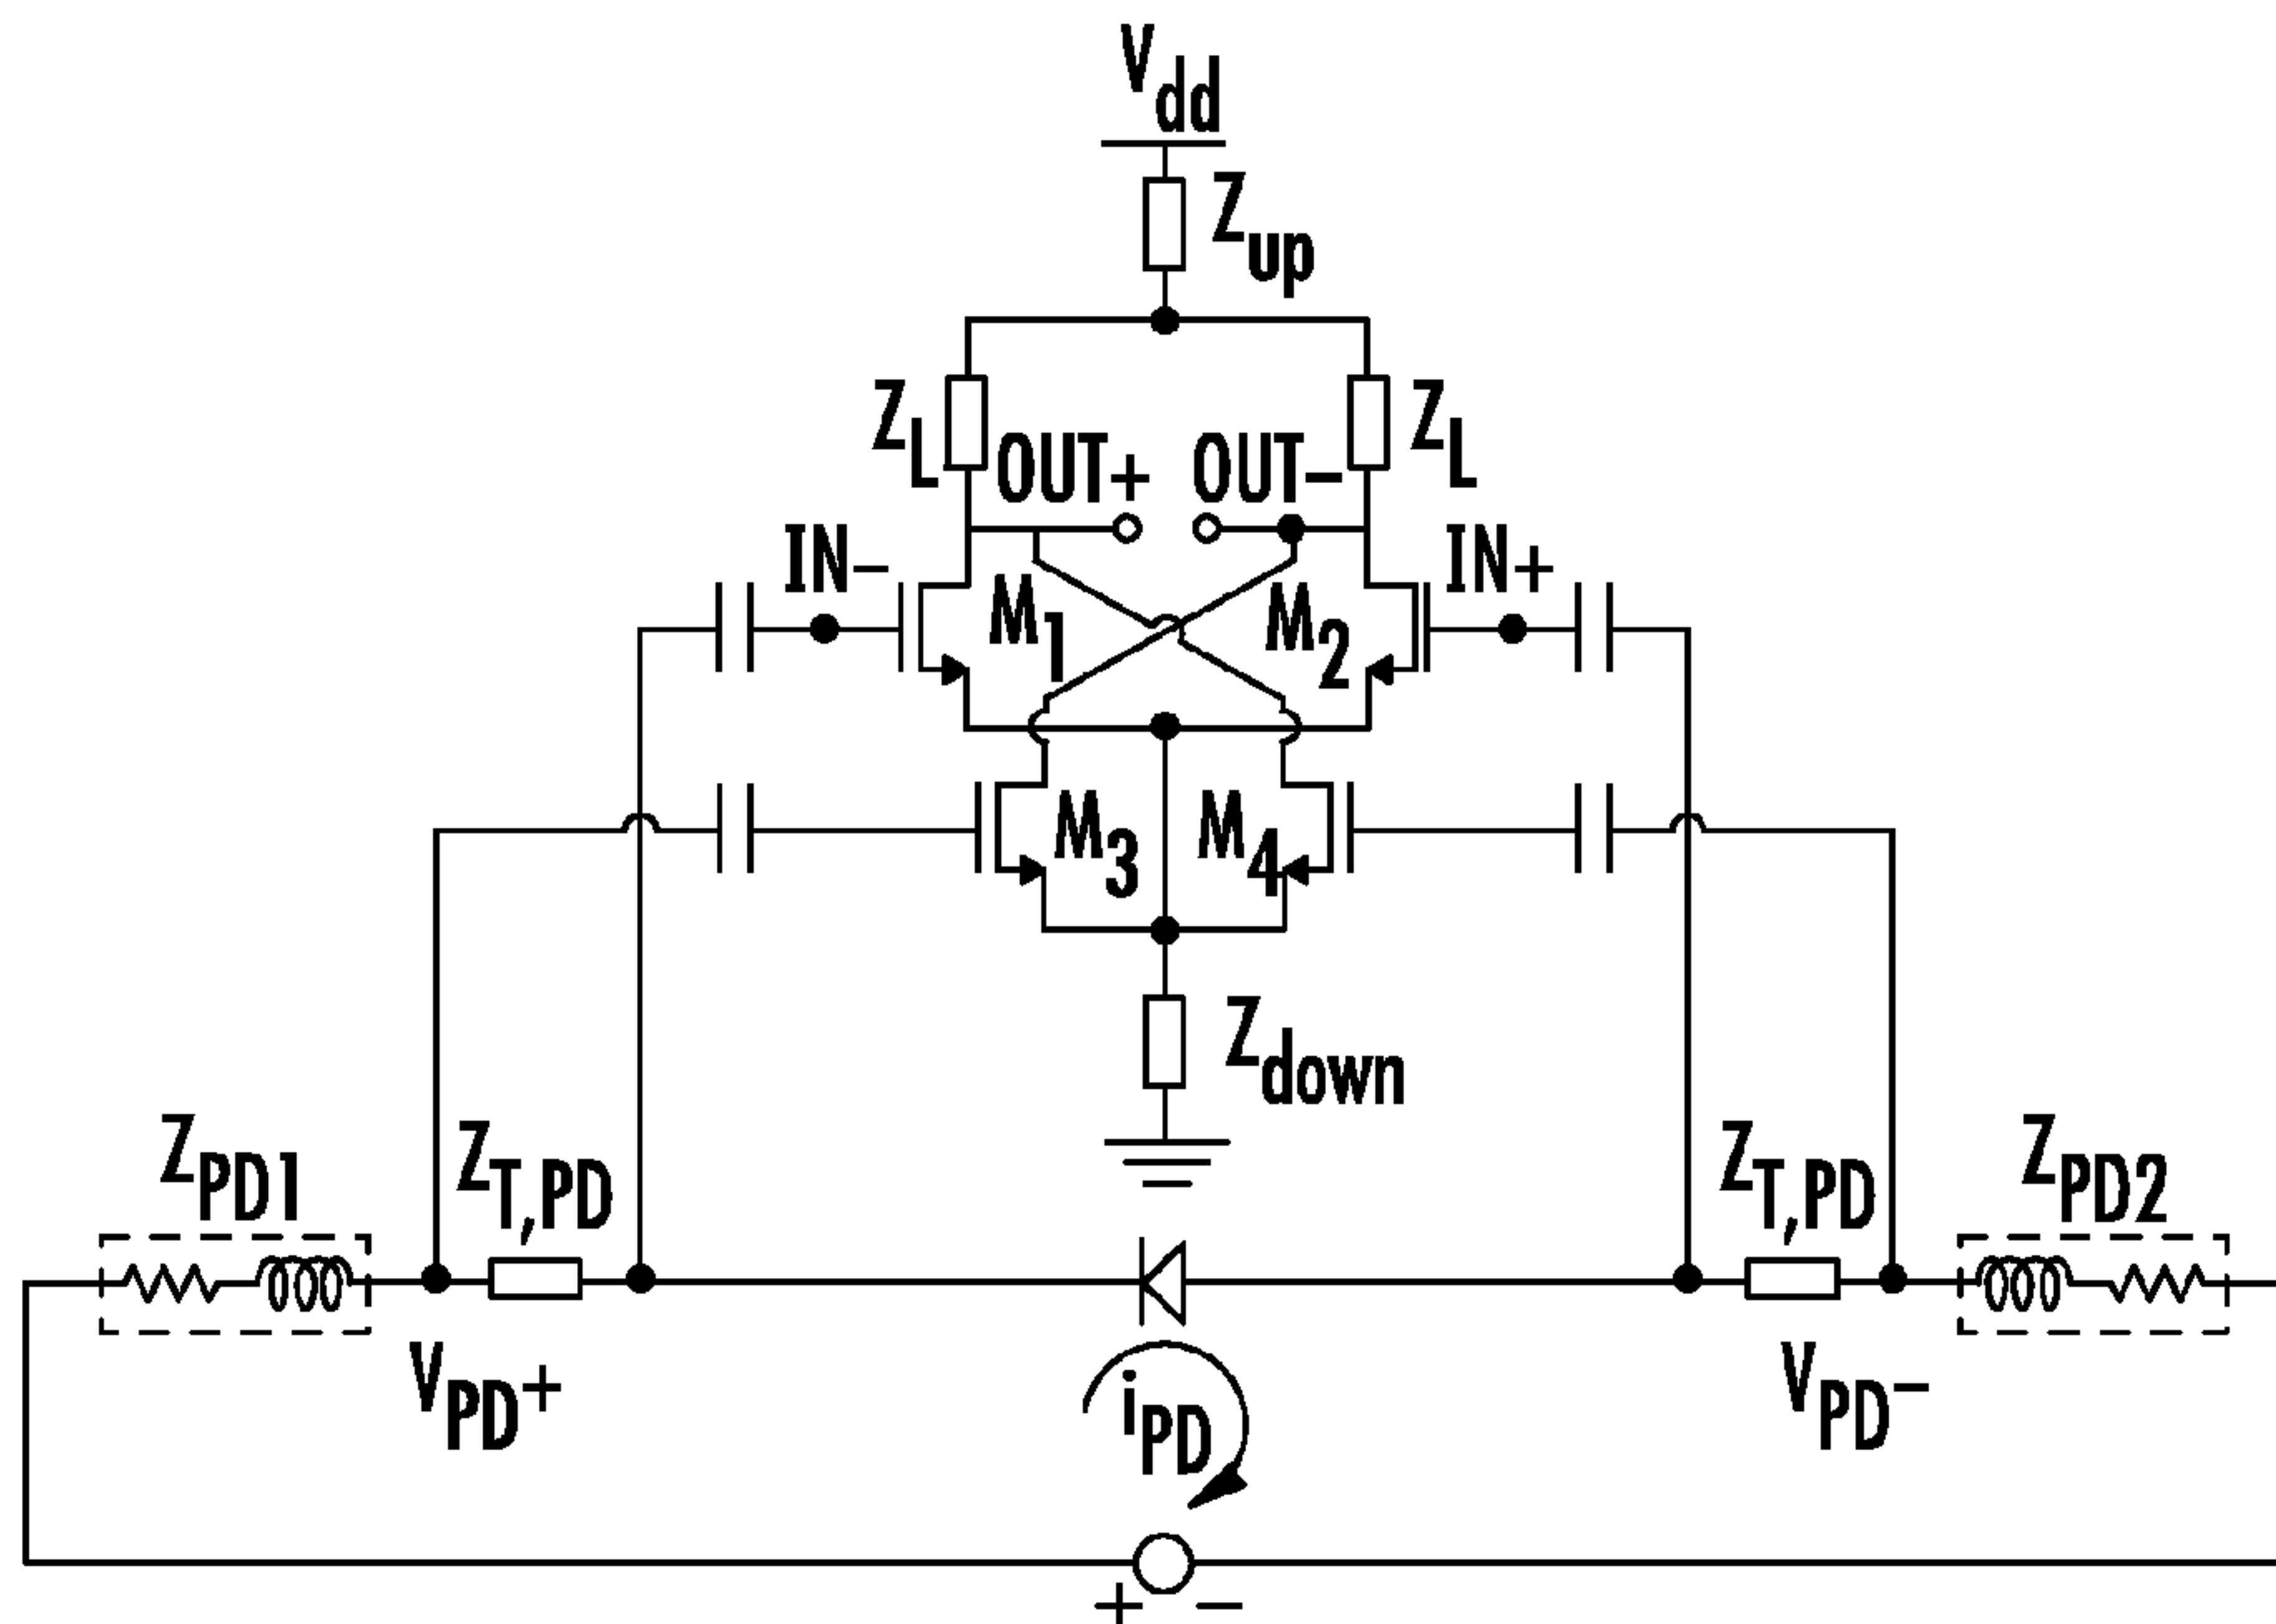 Vdd
Zup
ZL
ZL
OUT+
OUT-
IN-
IN+
M1
M2
M3
M4
Zdown
ZPD1
ZT,PD
ZT,PD
ZPD2
VPD+
VPD-
iPD
+
-